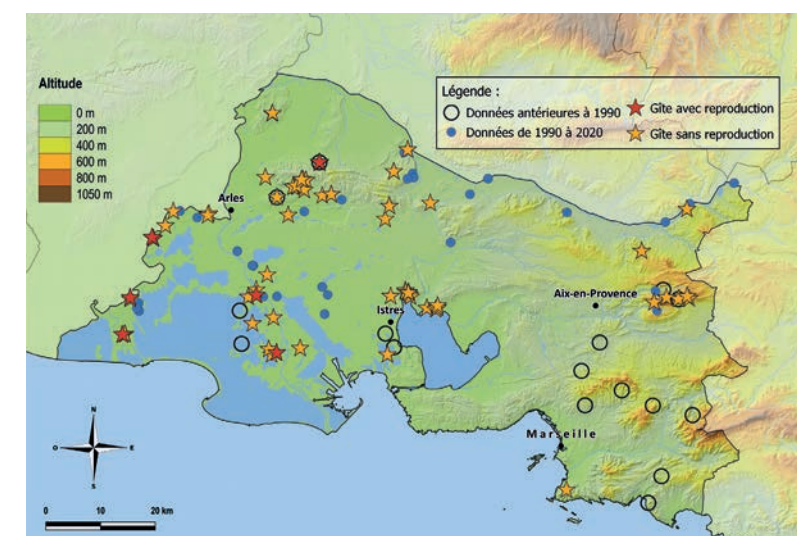 Altitude
0 m
200 m
400 m
600 m
800 m
1050 m
Légende :
Données antérieures à 1990
Gîte avec reproduction
Données de 1990 à 2020
Gîte sans reproduction
Arles
Aix-en-Provence
Istres
Marseille
N
O
E
S
0
10
20 km